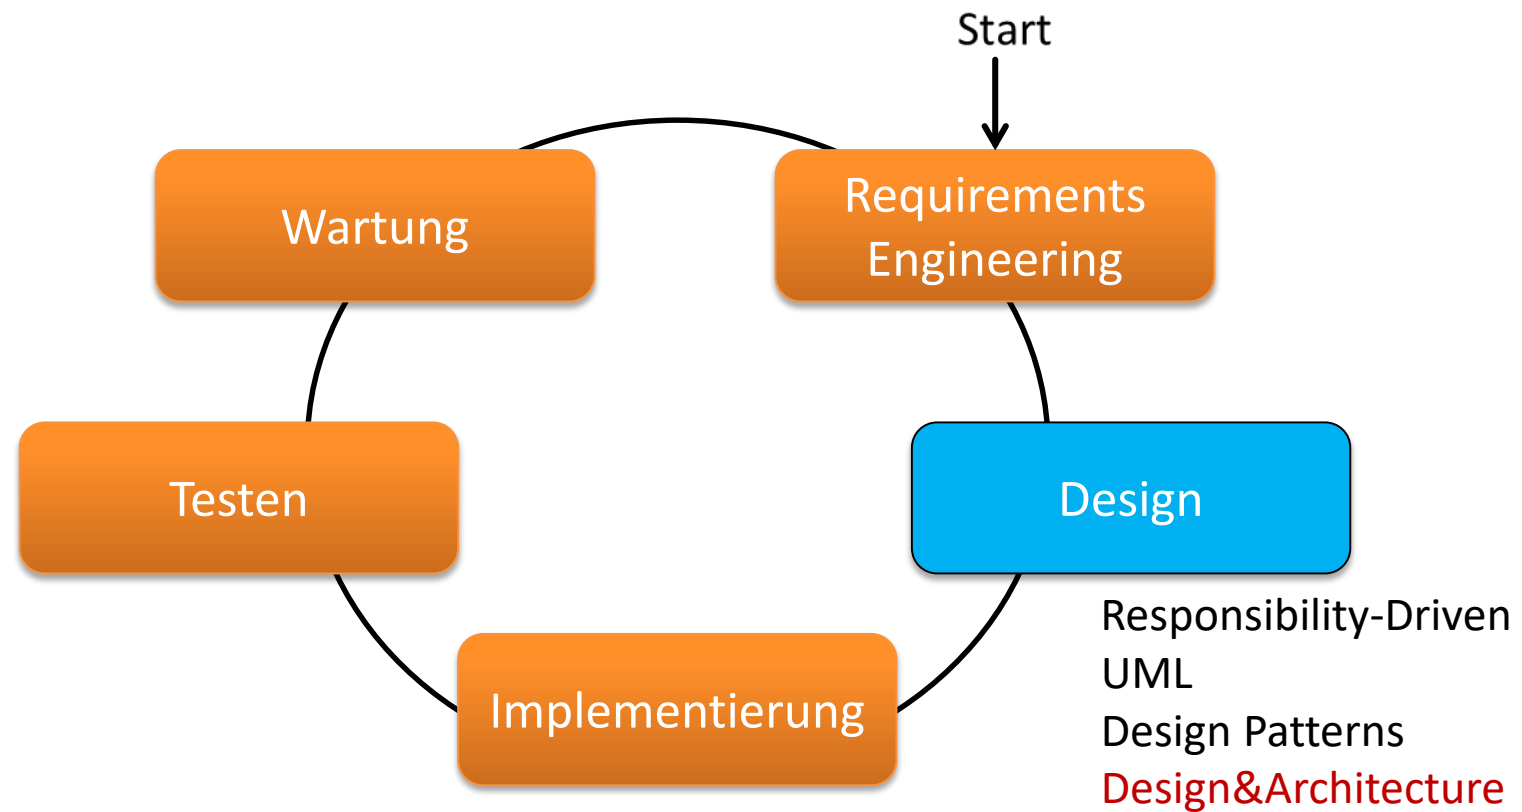 Start
Wartung
Requirements
Engineering
Testen
Design
Implementierung
Responsibility-Driven
UML
Design Patterns
Design&Architecture